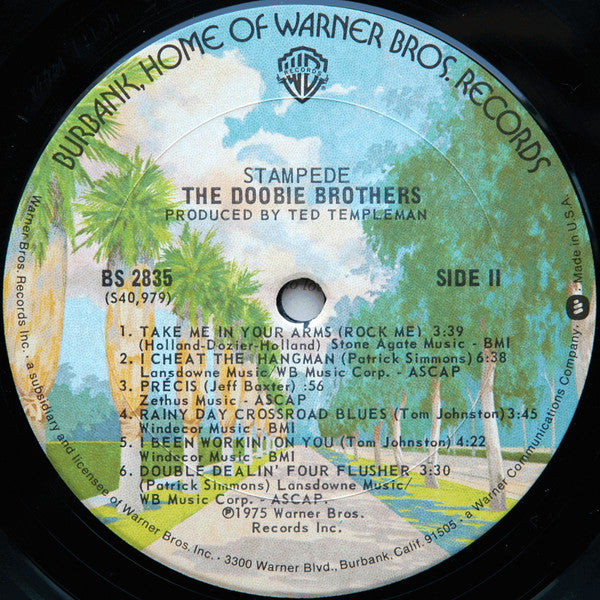 BURBANK, HOME OF WARNER BROS. RECORDS
RECORDS
STAMPEDE
THE DOOBIE BROTHERS
PRODUCED BY TED TEMPLEMAN
BS 2835
SIDE II
(S40,979)
1. TAKE ME IN YOUR ARMS (ROCK ME) 3:39
(Holland-Dozier-Holland) Stone Agate Music - BMI
2. I CHEAT THE HANGMAN (Patrick Simmons) 6:38
Lansdowne Music/WB Music Corp. - ASCAP
3. PRÉCIS (Jeff Baxter) :56
Zethus Music - ASCAP
4. RAINY DAY CROSSROAD BLUES (Tom Johnston) 3:45
Windecor Music - BMI
5. I BEEN WORKIN' ON YOU (Tom Johnston) 4:22
Windecor Music - BMI
6. DOUBLE DEALIN' FOUR FLUSHER 3:30
(Patrick Simmons) Lansdowne Music/
WB Music Corp. - ASCAP.
℗1975 Warner Bros.
Records Inc.
Warner Bros. Records Inc. · a subsidiary and licensee of Warner Bros. Inc. · 3300 Warner Blvd., Burbank, Calif. 91505 · a Warner Communications Company. · Made in U.S.A.